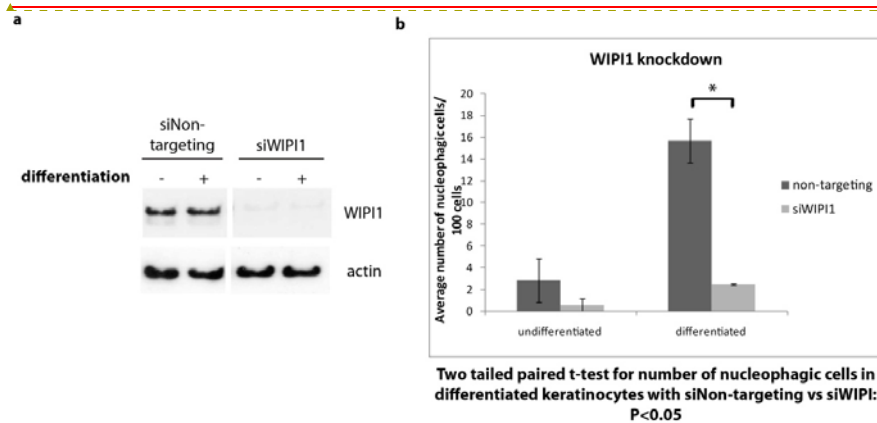 a
siNon-
targeting
siWIPI1
differentiation - + - +
WIPI1
actin
b
WIPI1 knockdown
Average number of nucleophagic cells/
100 cells
20
18
16
14
12
10
8
6
4
2
0
*
undifferentiated
differentiated
non-targeting
siWIPI1
Two tailed paired t-test for number of nucleophagic cells in
differentiated keratinocytes with siNon-targeting vs siWIPI:
P<0.05